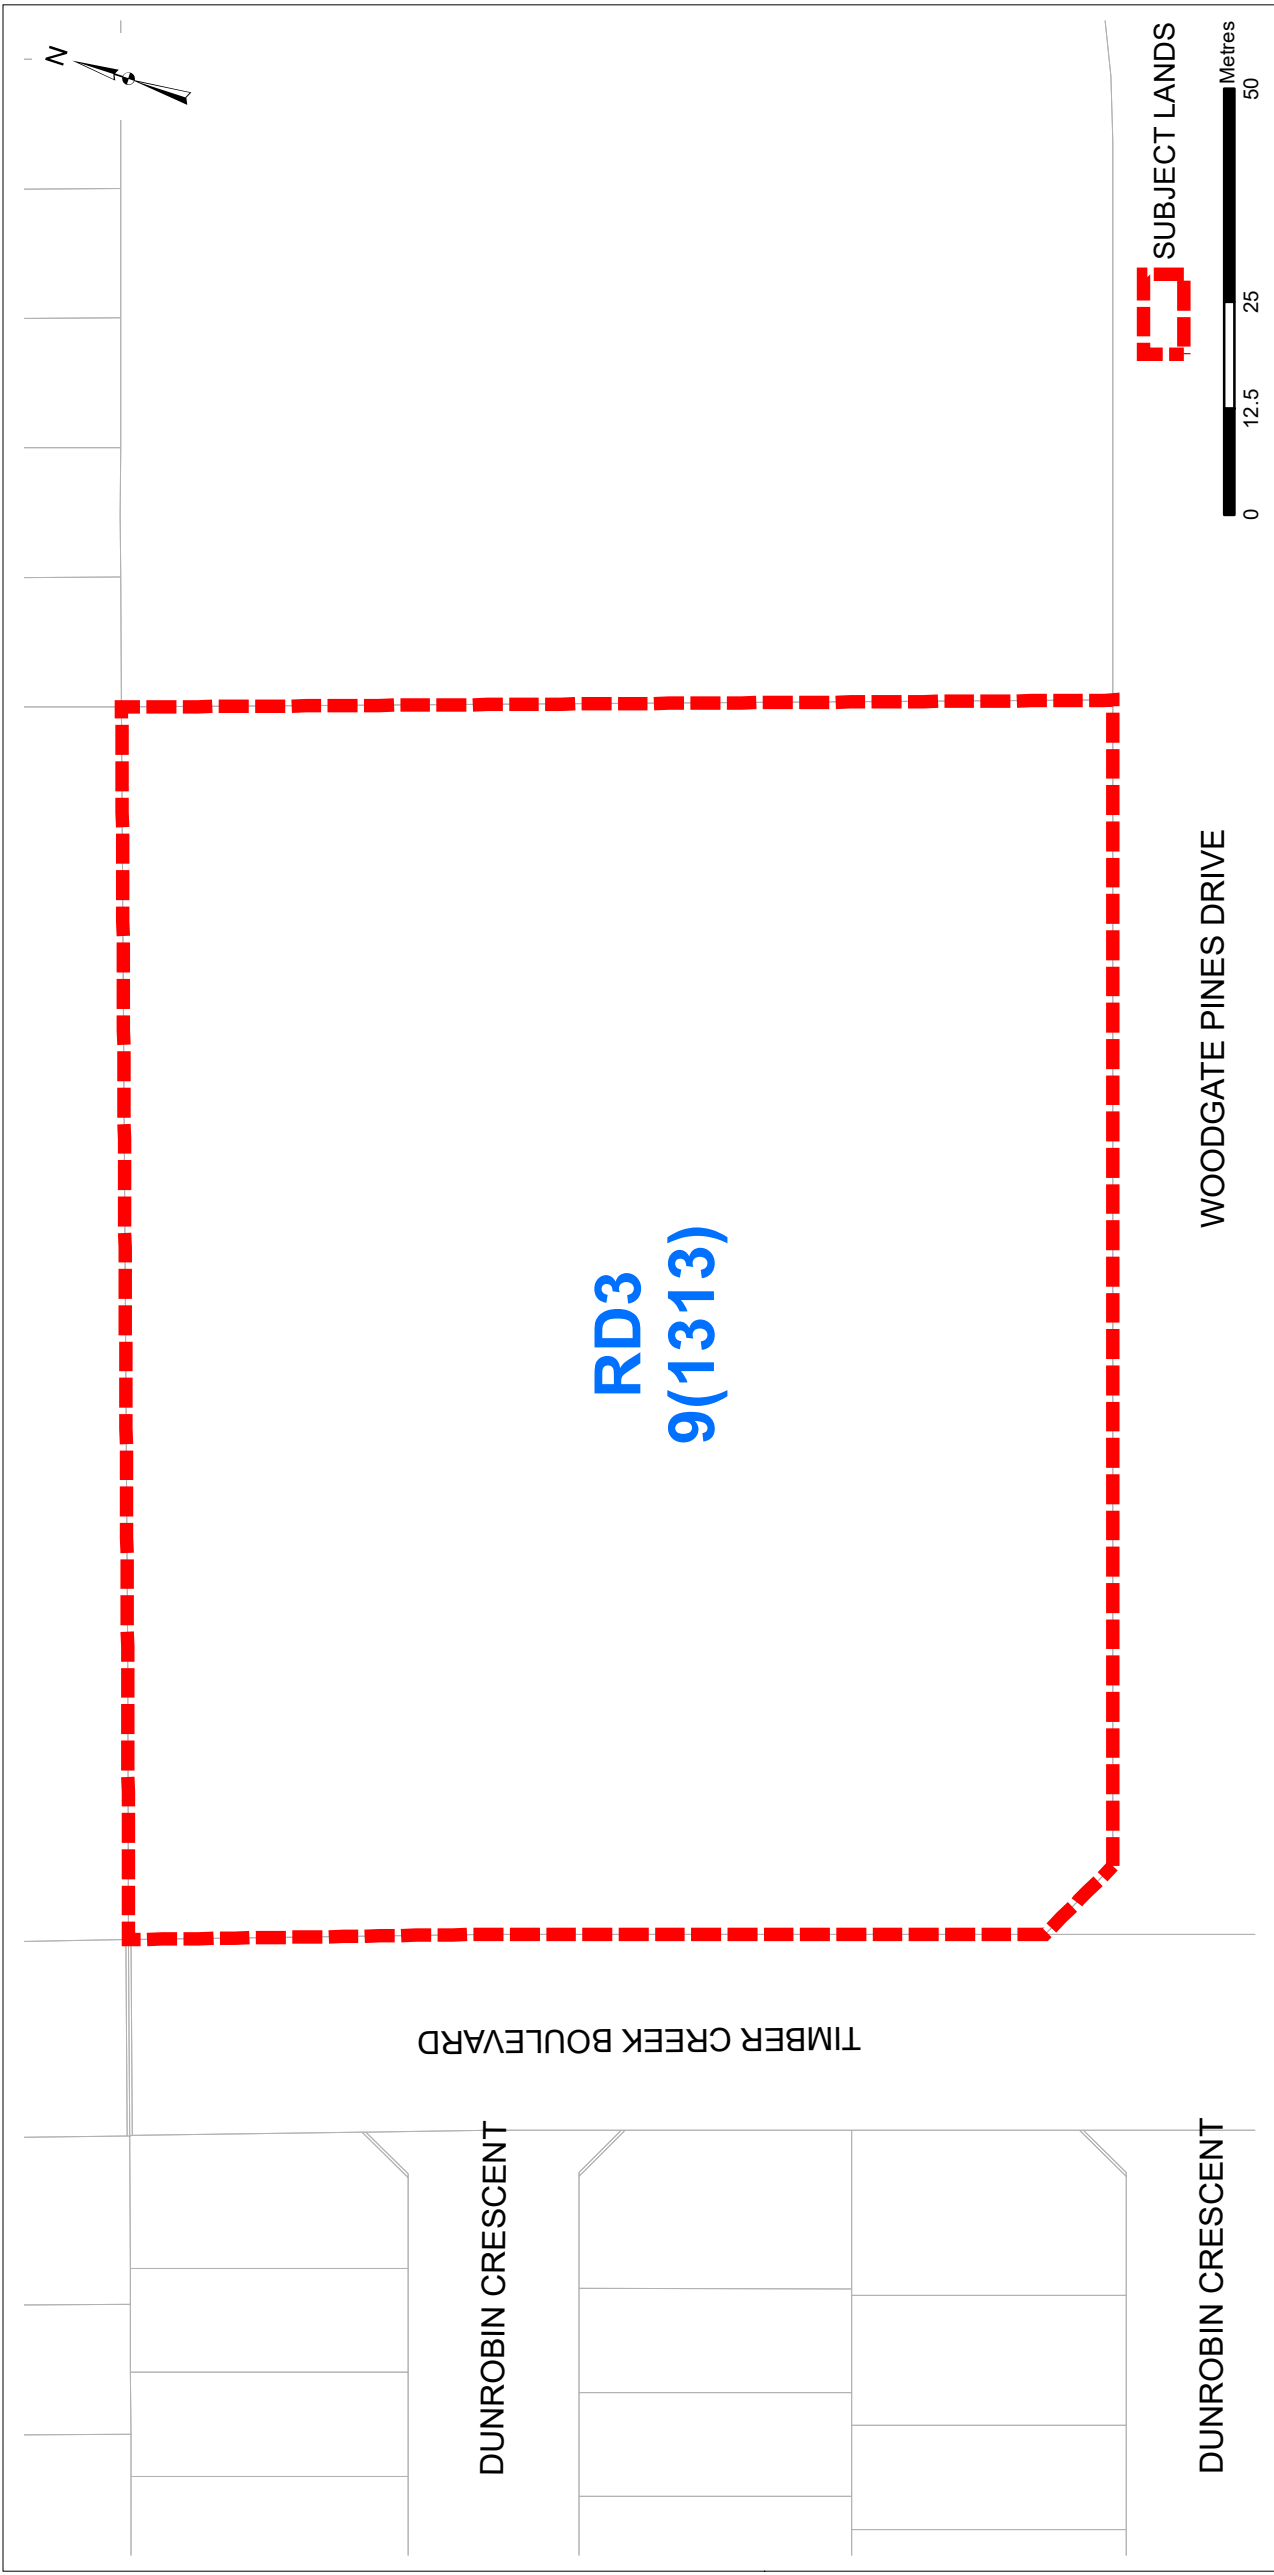 N
TIMBER CREEK BOULEVARD
DUNROBIN CRESCENT
DUNROBIN CRESCENT
RD3
9(1313)
WOODGATE PINES DRIVE
SUBJECT LANDS
Metres
0 12.5 25 50